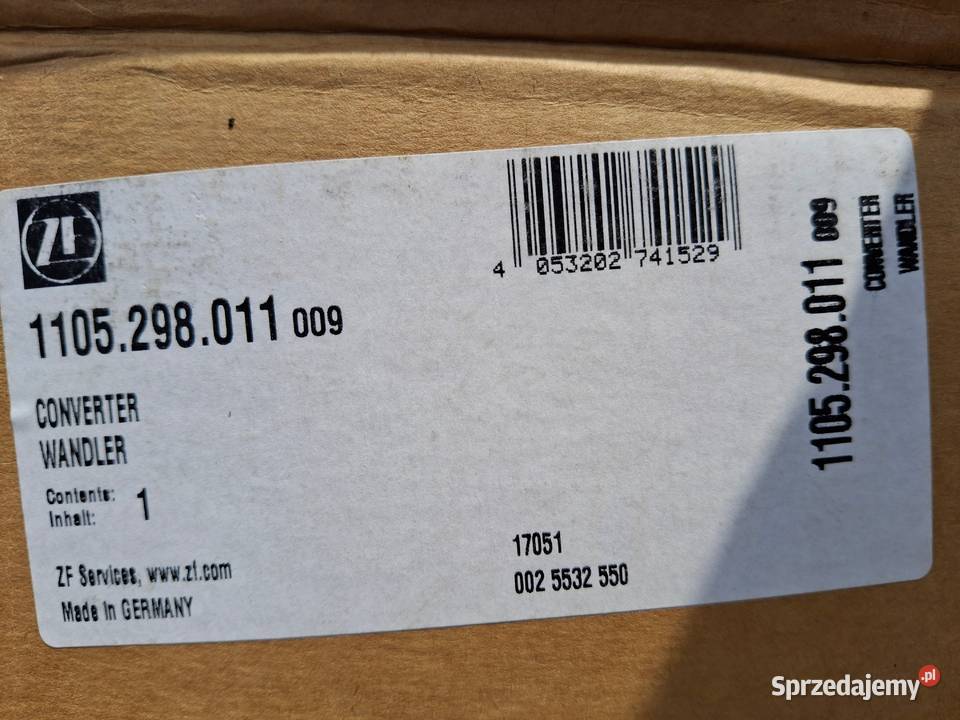 ZF
4 053202 741529
1105.298.011 009
CONVERTER
WANDLER
Contents:
Inhalt: 1
ZF Services, www.zf.com
Made in GERMANY
17051
002 5532 550
1105.298.011 009
CONVERTER
WANDLER
Sprzedajemy.pl